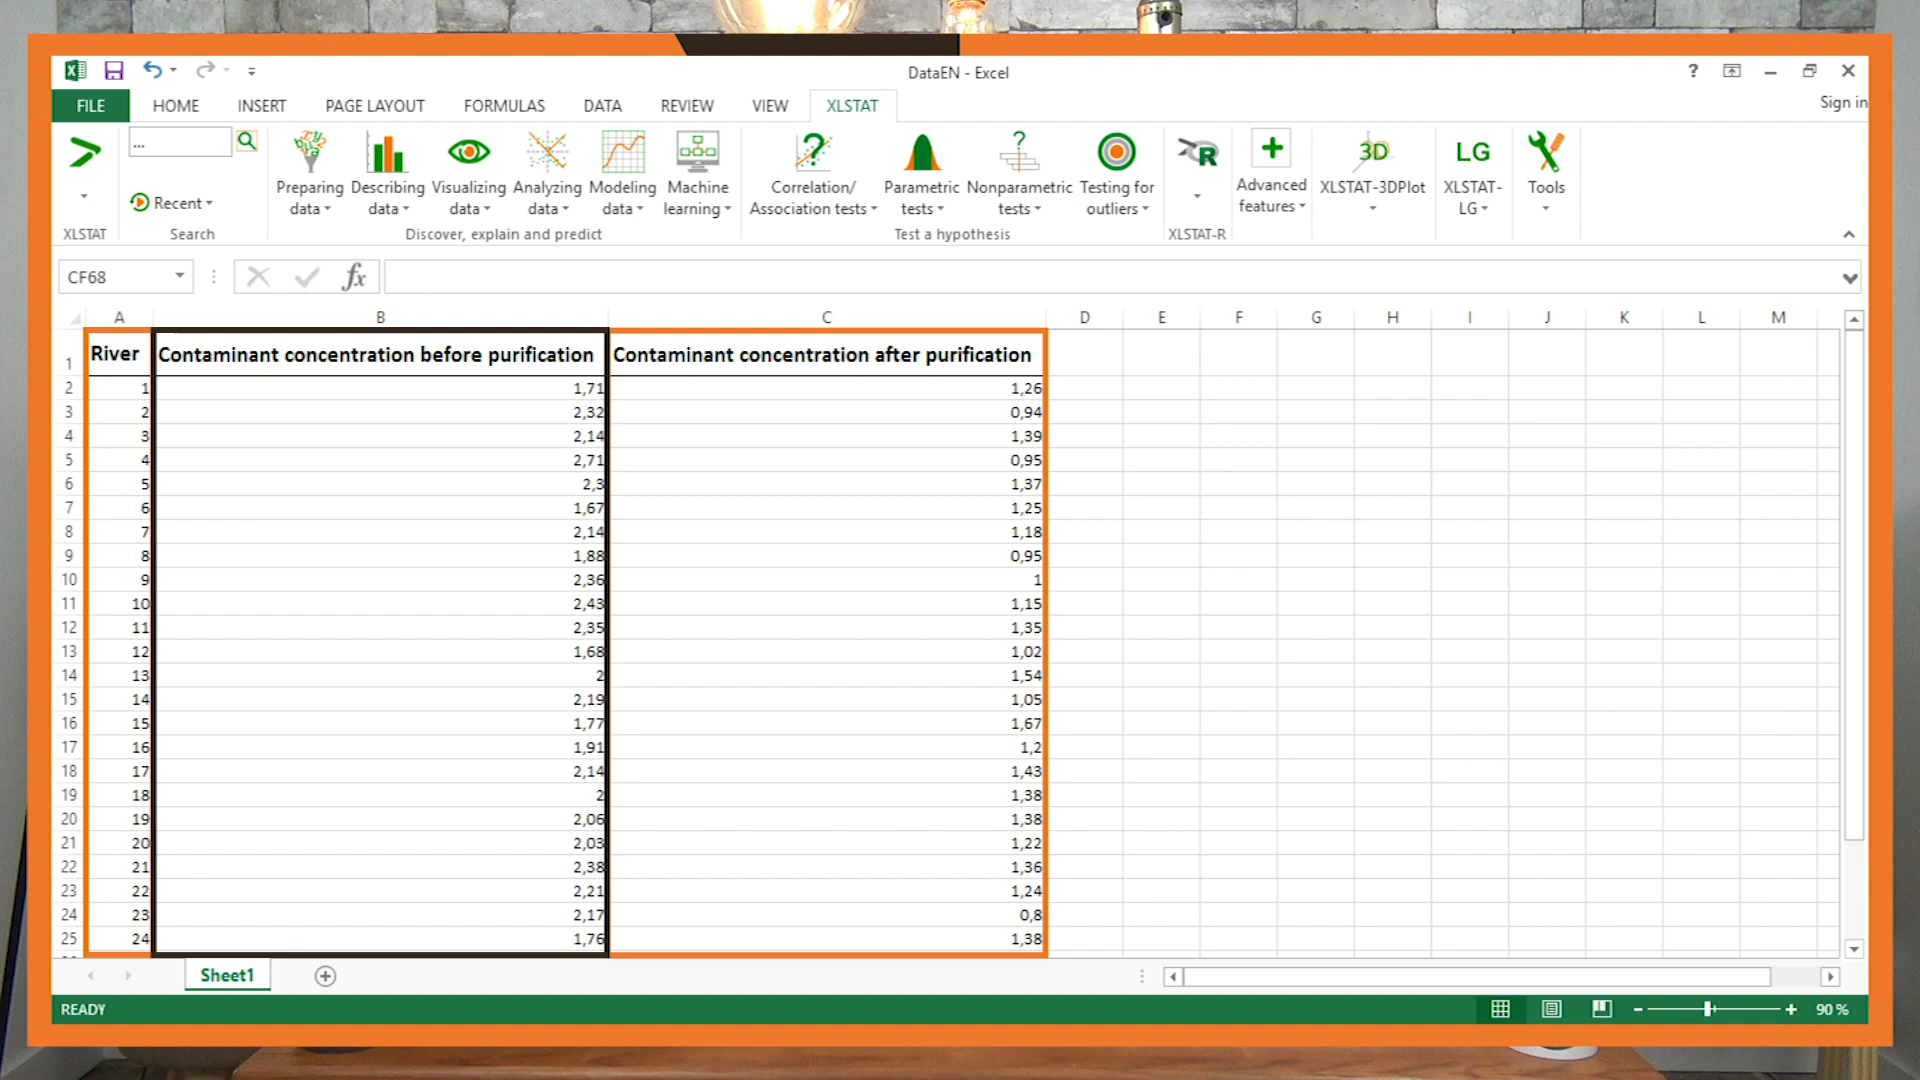 DataEN - Excel
?
FILE HOME INSERT PAGE LAYOUT FORMULAS DATA REVIEW VIEW XLSTAT Sign in
...
Recent
Preparing data
Describing data
Visualizing data
Analyzing data
Modeling data
Machine learning
Correlation/ Association tests
Parametric tests
Nonparametric tests
Testing for outliers
R
Advanced features
3D
XLSTAT-3DPlot
LG
XLSTAT-LG
Tools
XLSTAT Search Discover, explain and predict Test a hypothesis XLSTAT-R
CF68 fx
A B C D E F G H I J K L M
1 River Contaminant concentration before purification Contaminant concentration after purification
2 1 1,71 1,26
3 2 2,32 0,94
4 3 2,14 1,39
5 4 2,71 0,95
6 5 2,3 1,37
7 6 1,67 1,25
8 7 2,14 1,18
9 8 1,88 0,95
10 9 2,36 1
11 10 2,43 1,15
12 11 2,35 1,35
13 12 1,68 1,02
14 13 2 1,54
15 14 2,19 1,05
16 15 1,77 1,67
17 16 1,91 1,2
18 17 2,14 1,43
19 18 2 1,38
20 19 2,06 1,38
21 20 2,03 1,22
22 21 2,38 1,36
23 22 2,21 1,24
24 23 2,17 0,8
25 24 1,76 1,38
Sheet1
READY 90 %